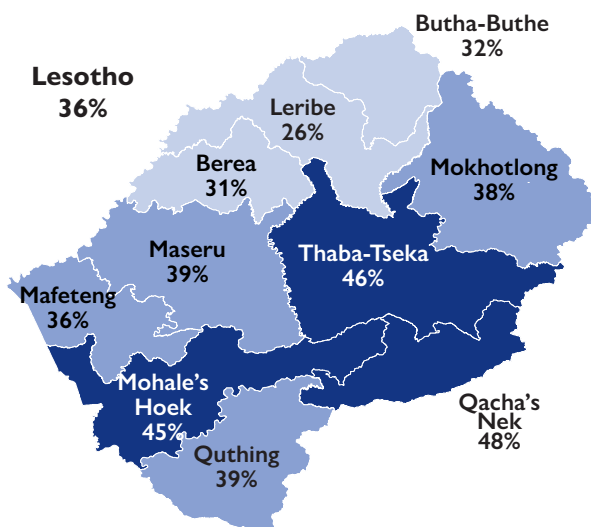 Butha-Buthe
32%
Lesotho
36%
Leribe
26%
Berea
31%
Mokhotlong
38%
Maseru
39%
Thaba-Tseka
46%
Mafeteng
36%
Mohale’s
Hoek
45%
Qacha’s
Nek
48%
Quthing
39%